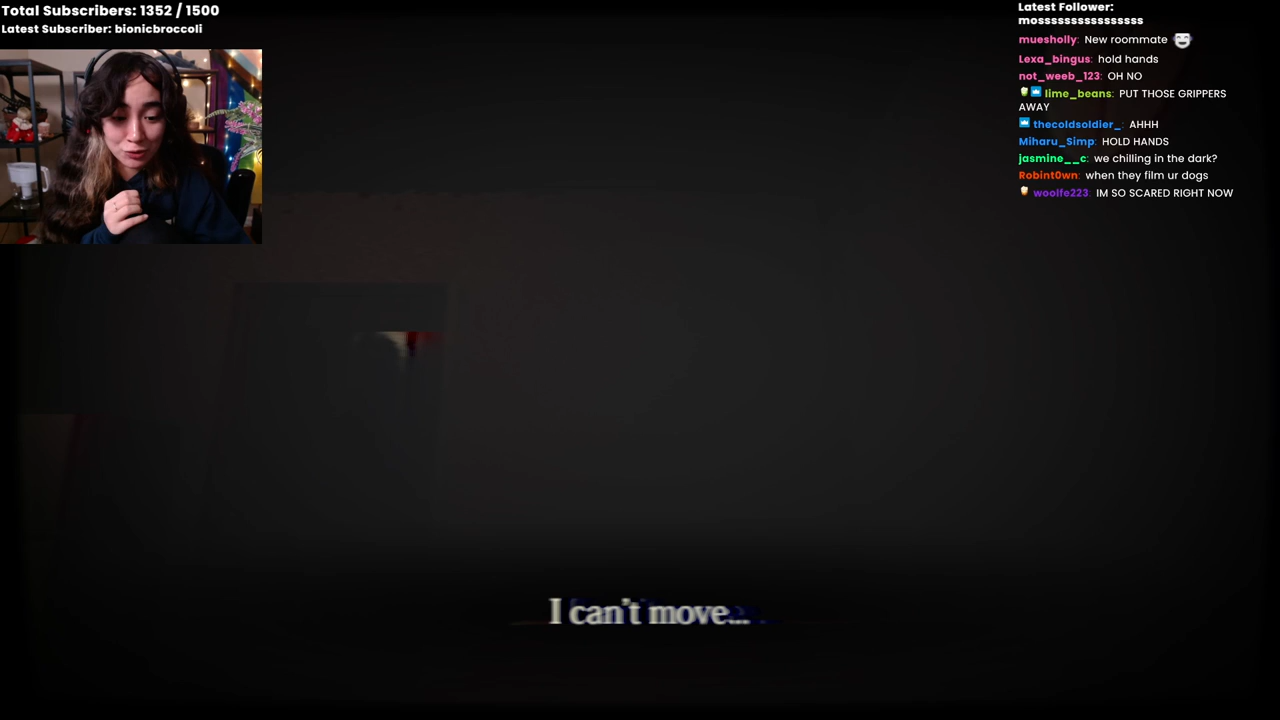 Total Subscribers: 1352 / 1500
Latest Subscriber: bionicbroccoli
Latest Follower:
mosssssssssssssss
muesholly: New roommate
Lexa_bingus: hold hands
not_weeb_123: OH NO
lime_beans: PUT THOSE GRIPPERS
AWAY
thecoldsoldier_: AHHH
Miharu_Simp: HOLD HANDS
jasmine__c: we chilling in the dark?
Robint0wn: when they film ur dogs
woolfe223: IM SO SCARED RIGHT NOW
I can't move...